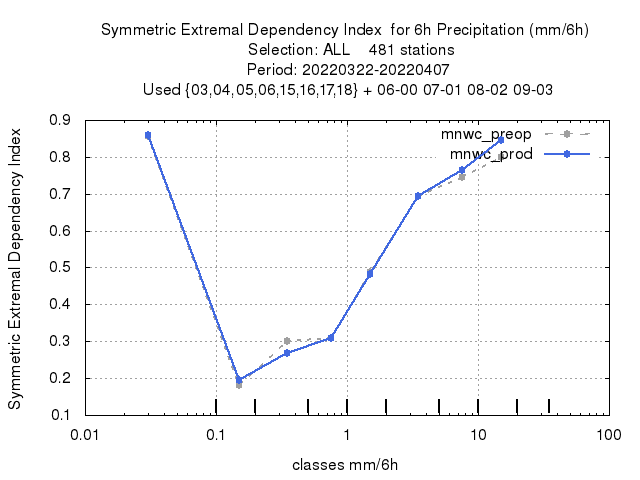 Symmetric Extremal Dependency Index  for 6h Precipitation (mm/6h)
Selection: ALL    481 stations
Period: 20220322-20220407
Used {03,04,05,06,15,16,17,18} + 06-00 07-01 08-02 09-03
Symmetric Extremal Dependency Index
0.9
0.8
0.7
0.6
0.5
0.4
0.3
0.2
0.1
mnwc_preop
mnwc_prod
0.01 0.1 1 10 100
classes mm/6h